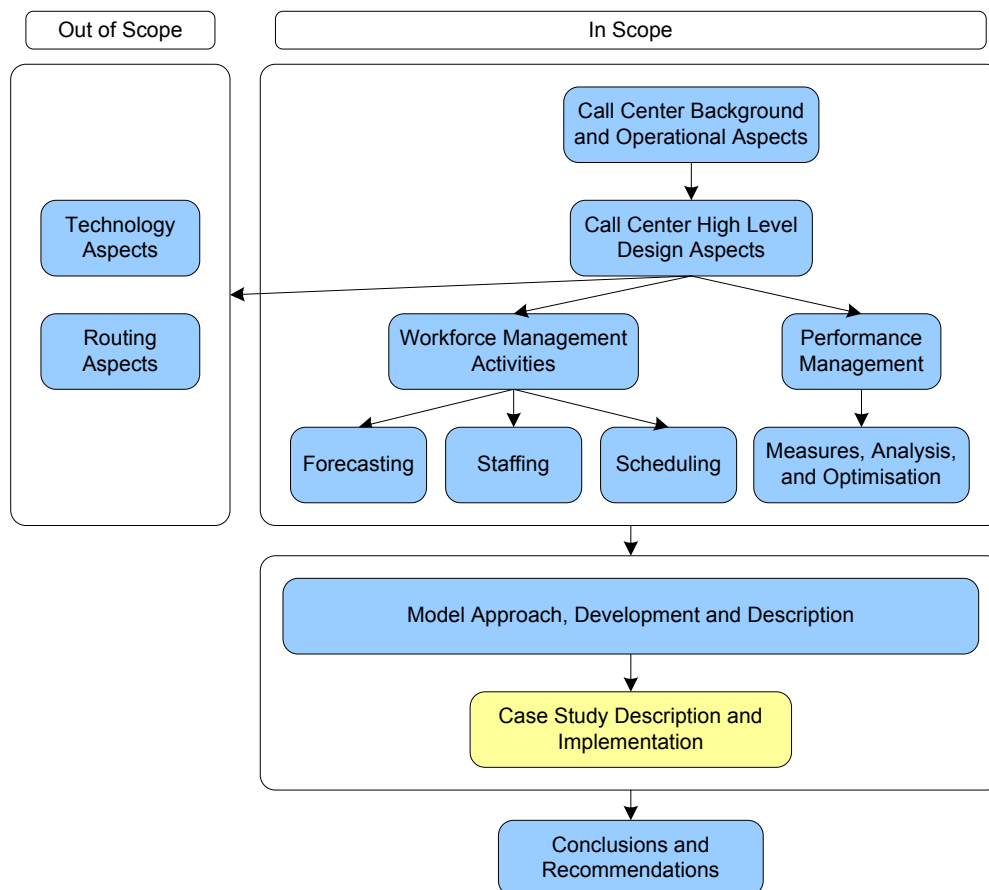 Out of Scope
In Scope
Call Center Background
and Operational Aspects
Call Center High Level
Design Aspects
Technology
Aspects
Routing
Aspects
Workforce Management
Activities
Performance
Management
Forecasting
Staffing
Scheduling
Measures, Analysis,
and Optimisation
Model Approach, Development and Description
Case Study Description and
Implementation
Conclusions and
Recommendations